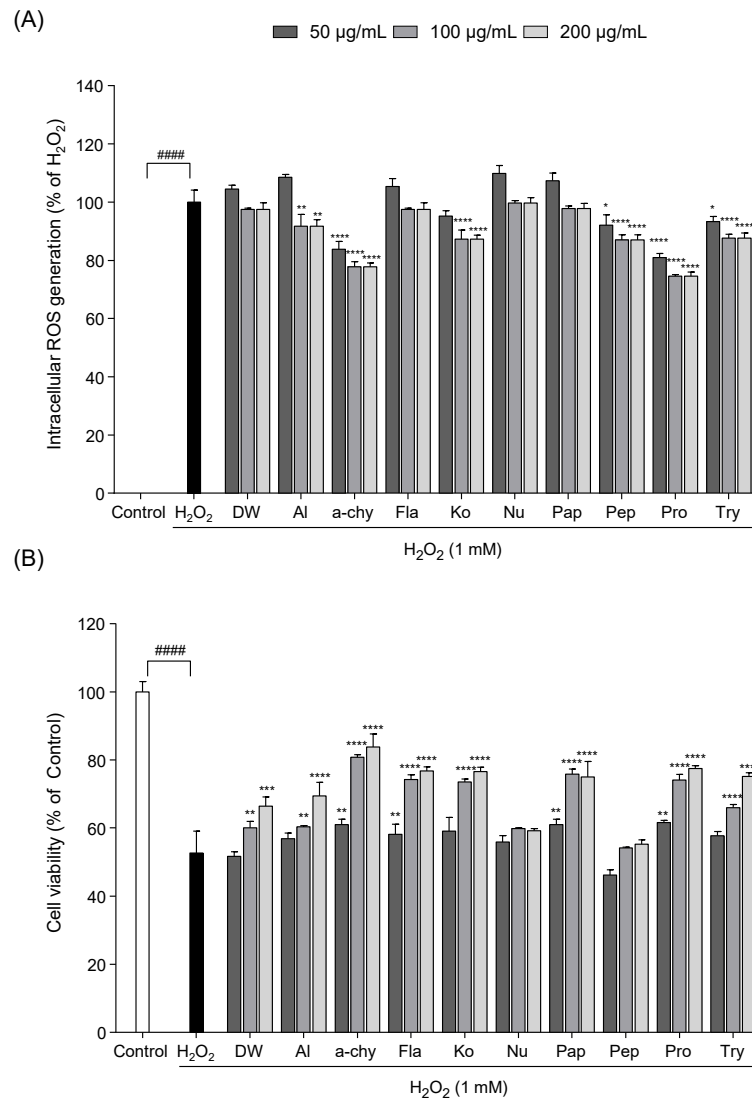 (A)
50 µg/mL 100 µg/mL 200 µg/mL
Intracellular ROS generation (% of H₂O₂)
140
120
100
80
60
40
20
0
####
** **
**** **** ****
**** ****
* **** ****
**** **** ****
* **** ****
Control H₂O₂ DW Al a-chy Fla Ko Nu Pap Pep Pro Try
H₂O₂ (1 mM)
(B)
Cell viability (% of Control)
120
100
80
60
40
20
0
####
** ***
** ****
** **** ****
** **** ****
**** ****
** **** ****
** **** ****
**** ***
Control H₂O₂ DW Al a-chy Fla Ko Nu Pap Pep Pro Try
H₂O₂ (1 mM)